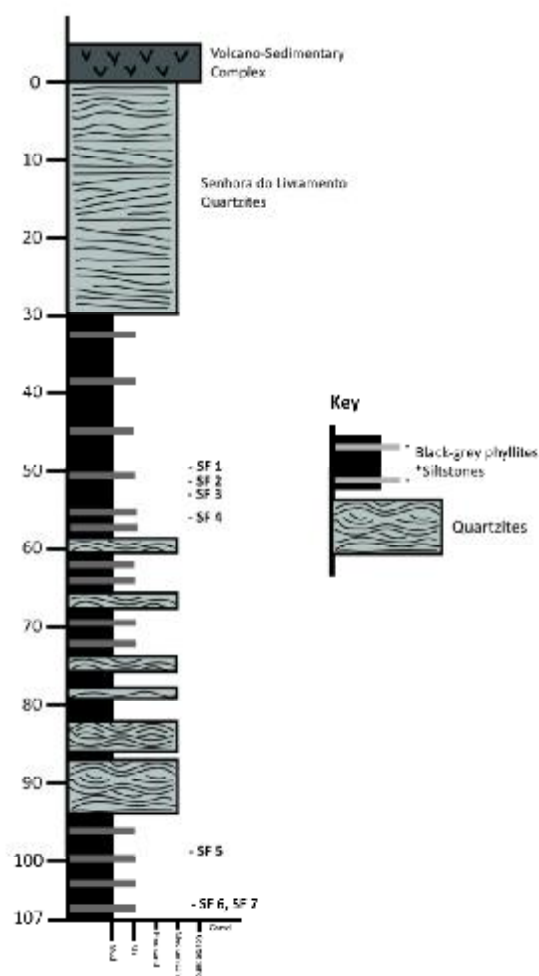 Volcano-Sedimentary
Complex
0
10
Senhora do Livramento
Quartzites
20
30
40
Key
Black-grey phyllites
*Siltstones
50
- SF 1
- SF 2
- SF 3
- SF 4
Quartzites
60
70
80
90
100
- SF 5
- SF 6, SF 7
107
Mud
Silt